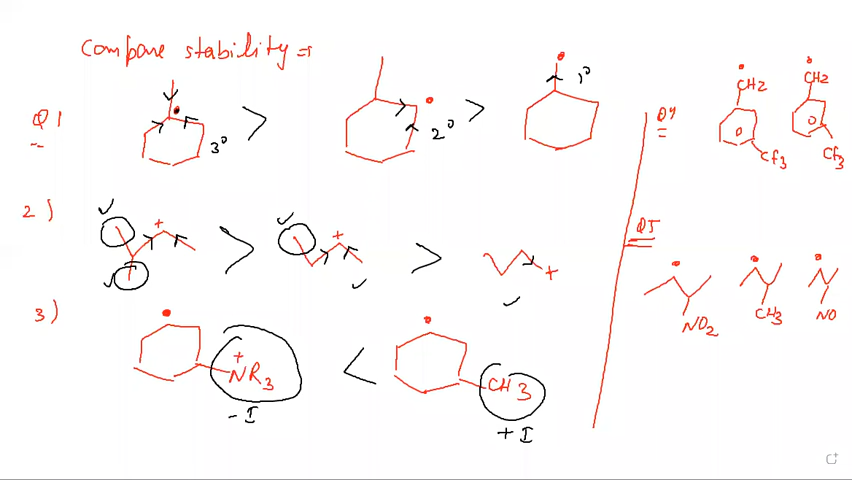 Compare stability ⇒
Q1
3°
>
2°
>
1°
2)
+
>
+
>
+
3)
+
NR3
- I
<
CH3
+ I
Q4
CH2
CF3
CH2
Cf3
Q5
NO2
CH3
NO